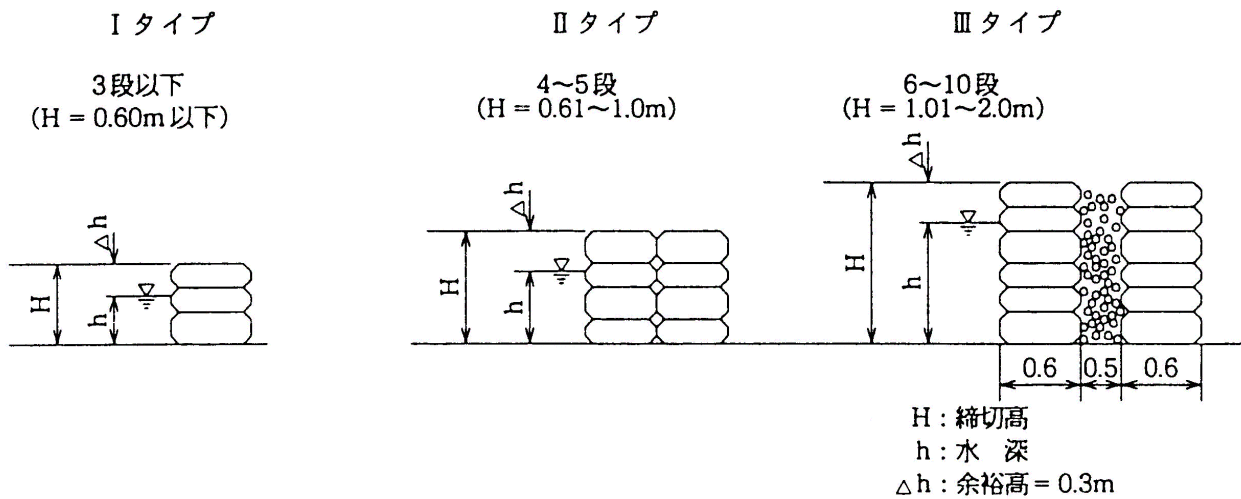 Ⅰタイプ
3段以下
(H = 0.60m以下)
△h
H
h
Ⅱタイプ
4〜5段
(H = 0.61〜1.0m)
△h
H
h
Ⅲタイプ
6〜10段
(H = 1.01〜2.0m)
△h
H
h
0.6 0.5 0.6
H：締切高
h：水 深
△h：余裕高 = 0.3m